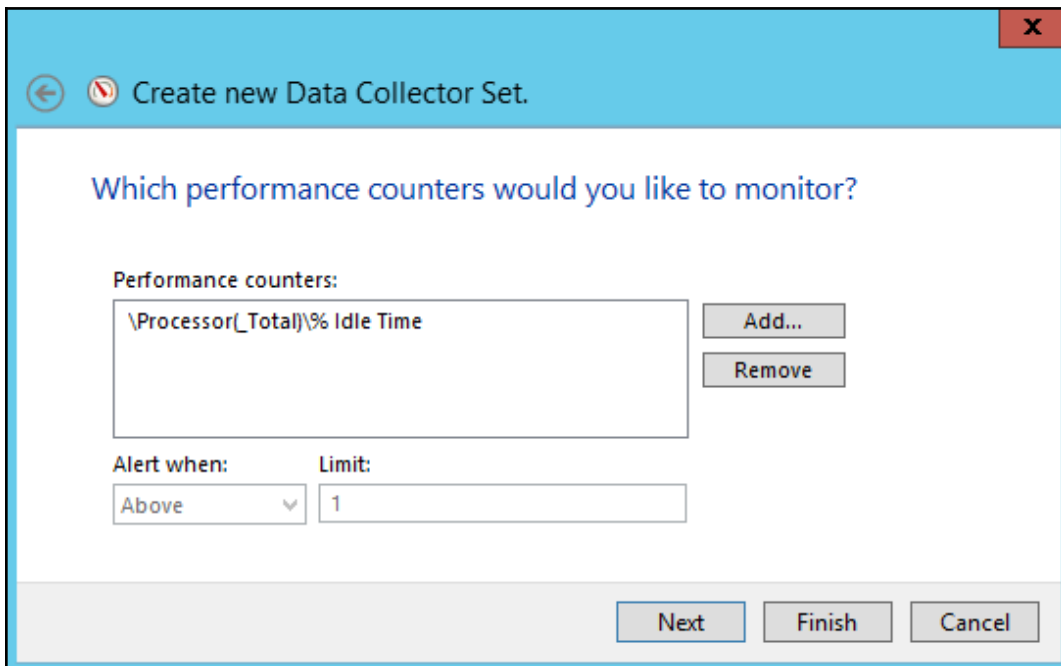 X
Create new Data Collector Set.
Which performance counters would you like to monitor?
Performance counters:
\Processor(_Total)\% Idle Time
Add...
Remove
Alert when: Limit:
Above 1
Next Finish Cancel